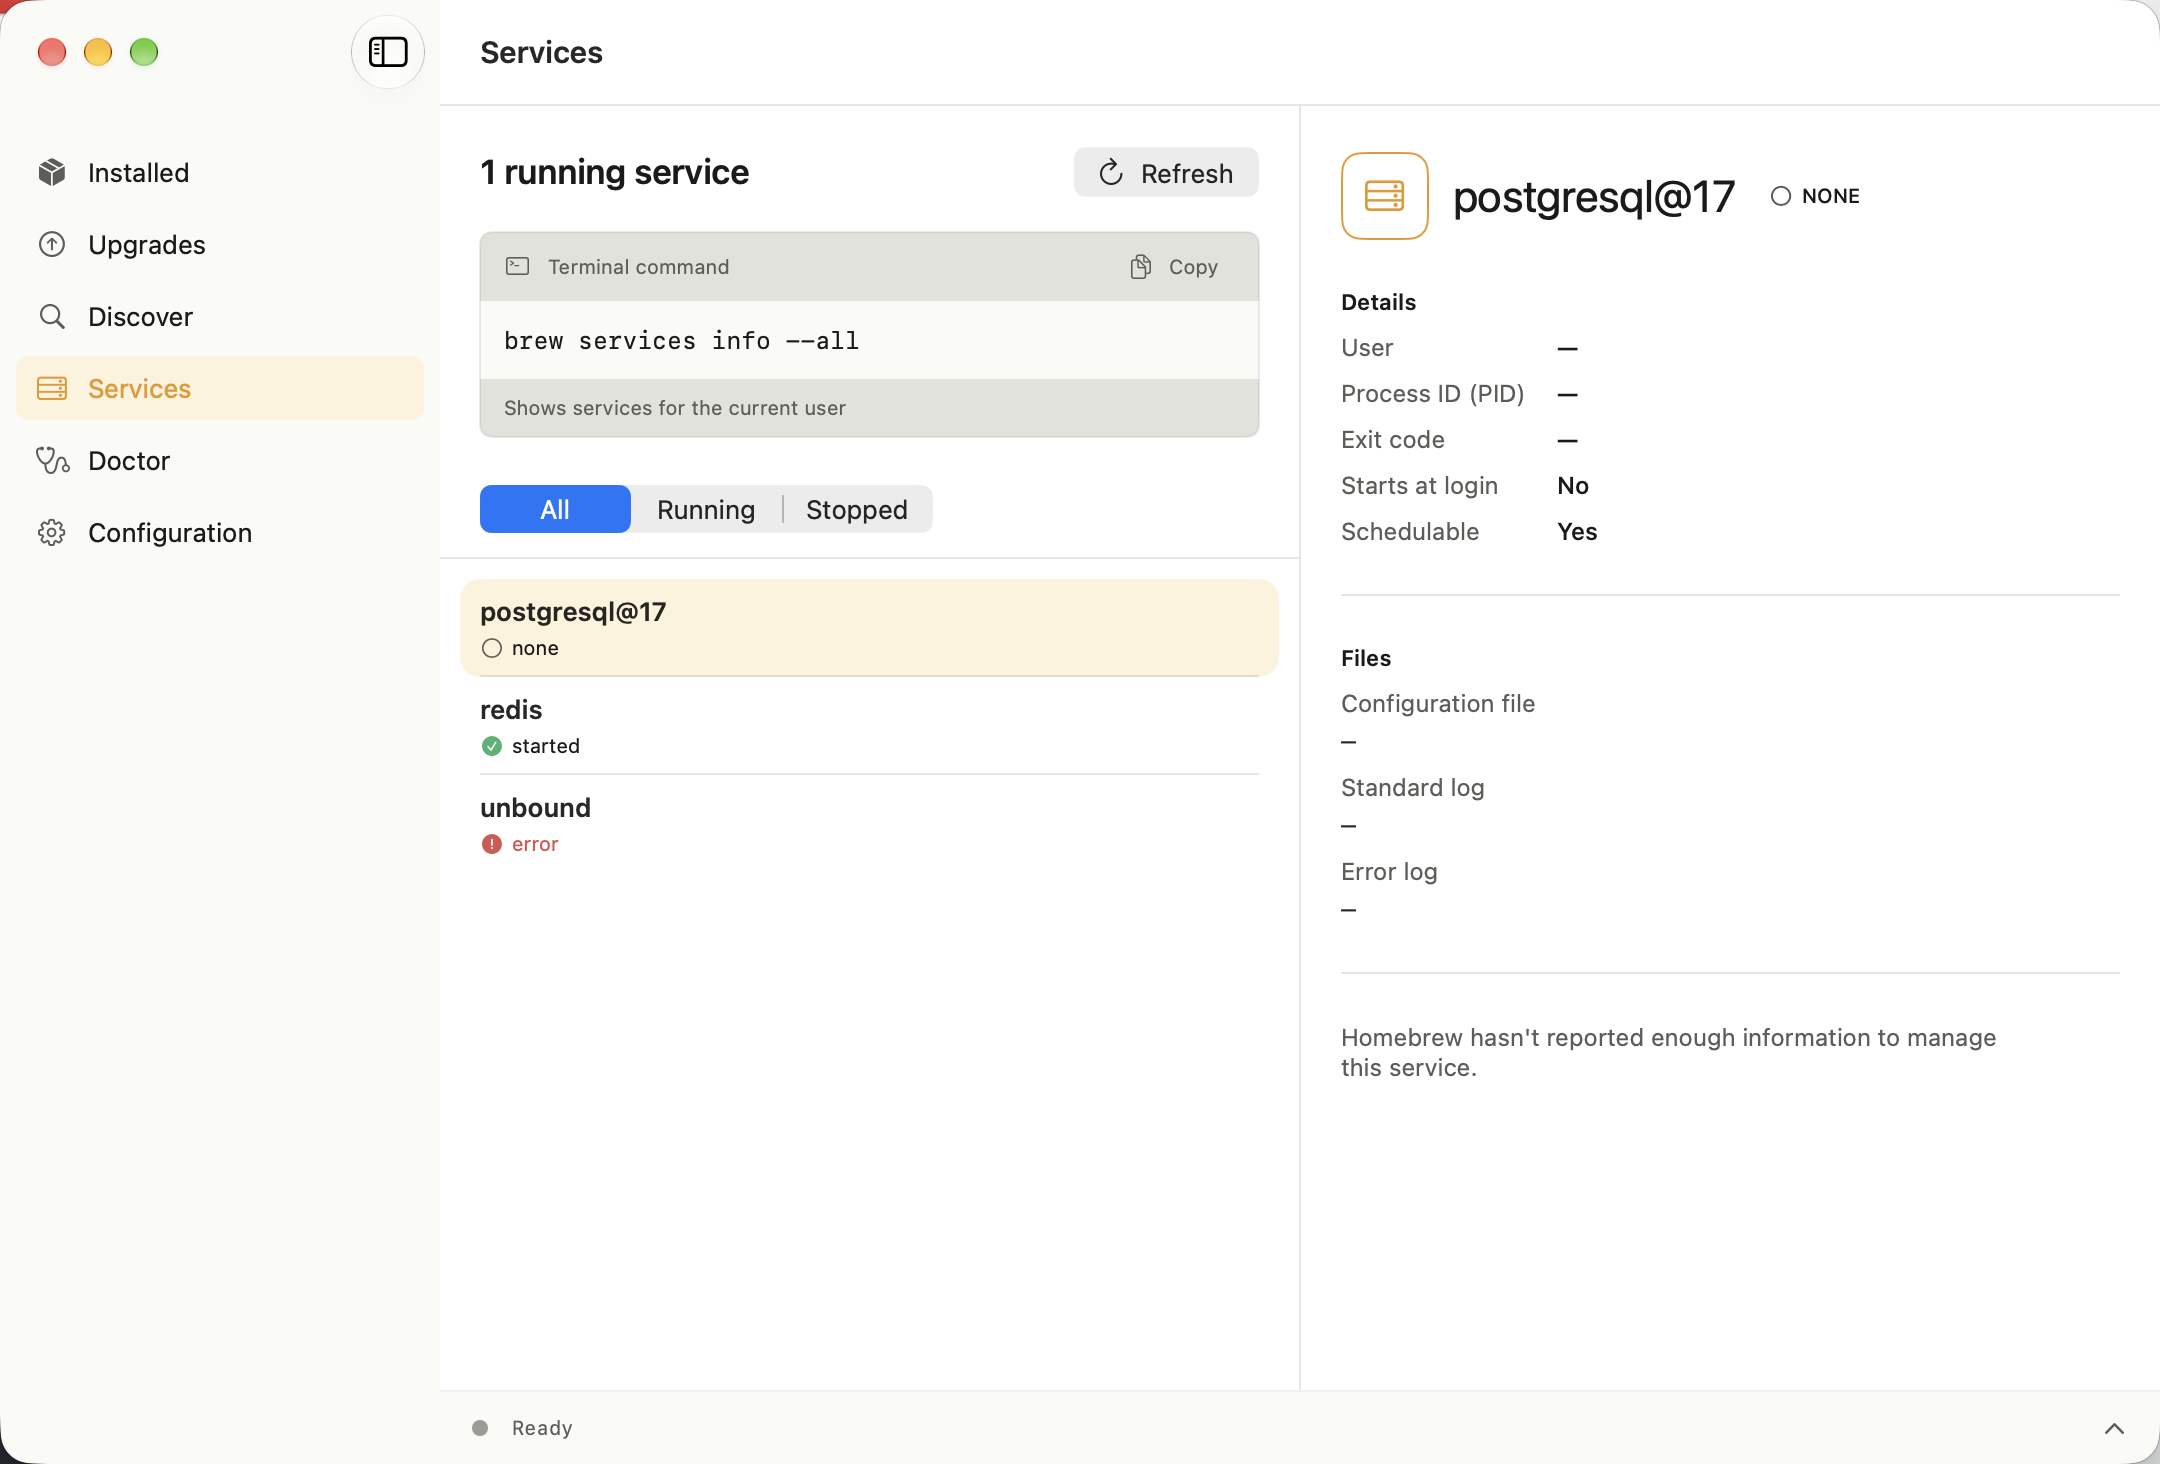 Services
Installed
Upgrades
Discover
Services
Doctor
Configuration
1 running service
Refresh
Terminal command
Copy
brew services info --all
Shows services for the current user
All
Running
Stopped
postgresql@17
none
redis
started
unbound
error
postgresql@17
NONE
Details
User —
Process ID (PID) —
Exit code —
Starts at login No
Schedulable Yes
Files
Configuration file
—
Standard log
—
Error log
—
Homebrew hasn't reported enough information to manage
this service.
Ready